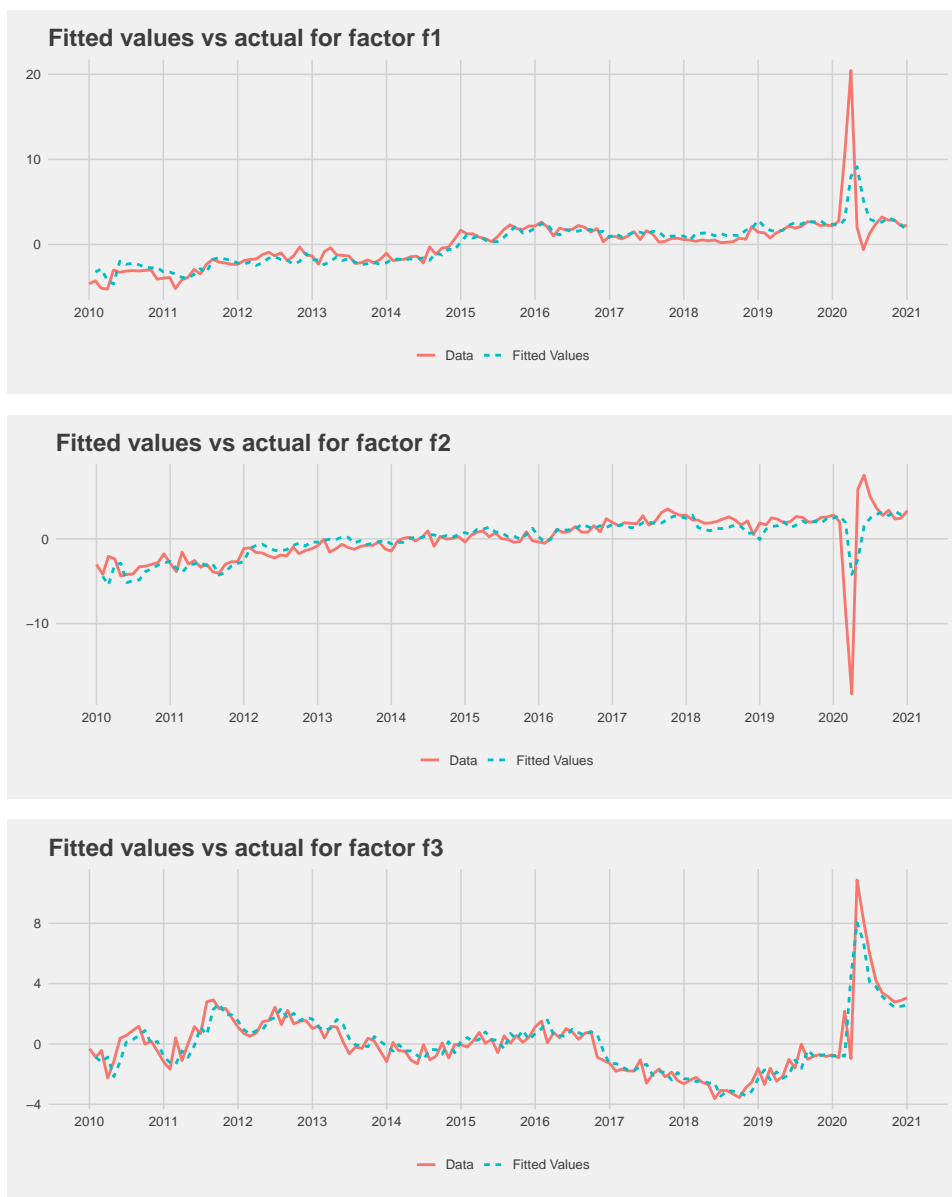 Fitted values vs actual for factor f1
20
10
0
2010 2011 2012 2013 2014 2015 2016 2017 2018 2019 2020 2021
Data Fitted Values
Fitted values vs actual for factor f2
0
−10
2010 2011 2012 2013 2014 2015 2016 2017 2018 2019 2020 2021
Data Fitted Values
Fitted values vs actual for factor f3
8
4
0
−4
2010 2011 2012 2013 2014 2015 2016 2017 2018 2019 2020 2021
Data Fitted Values